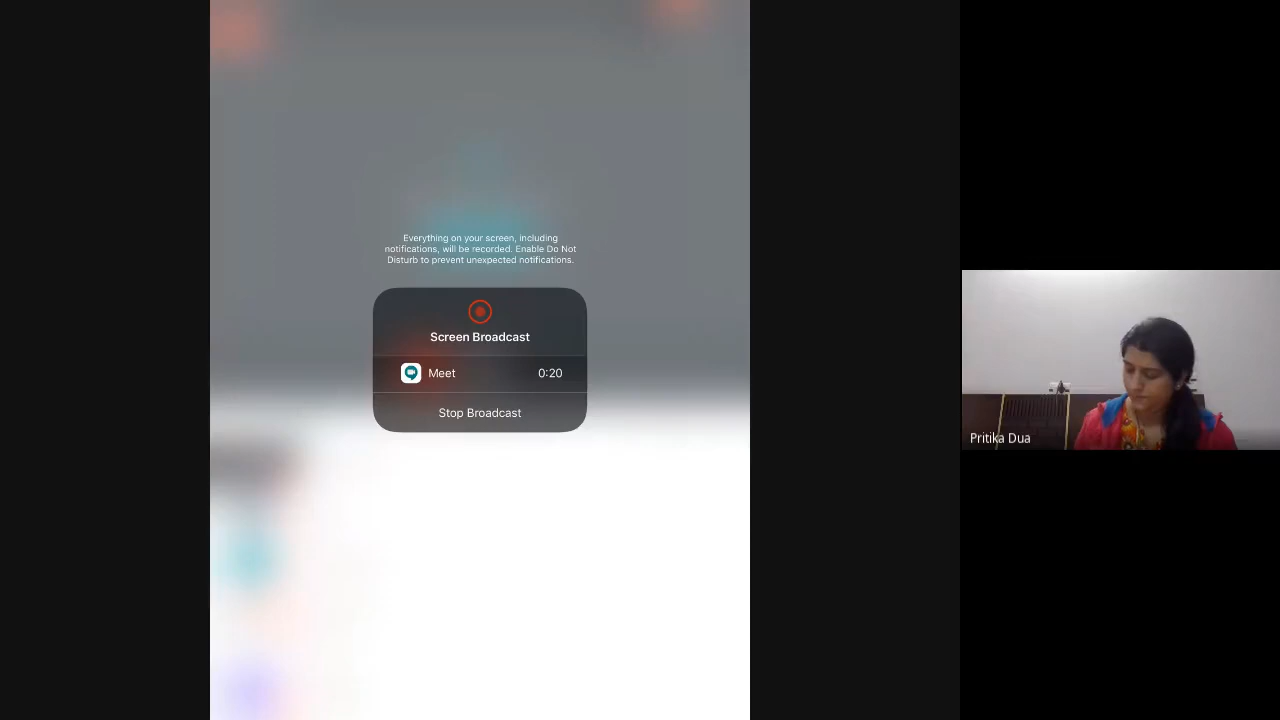 Everything on your screen, including
notifications, will be recorded. Enable Do Not
Disturb to prevent unexpected notifications.
Screen Broadcast
Meet 0:20
Stop Broadcast
Pritika Dua